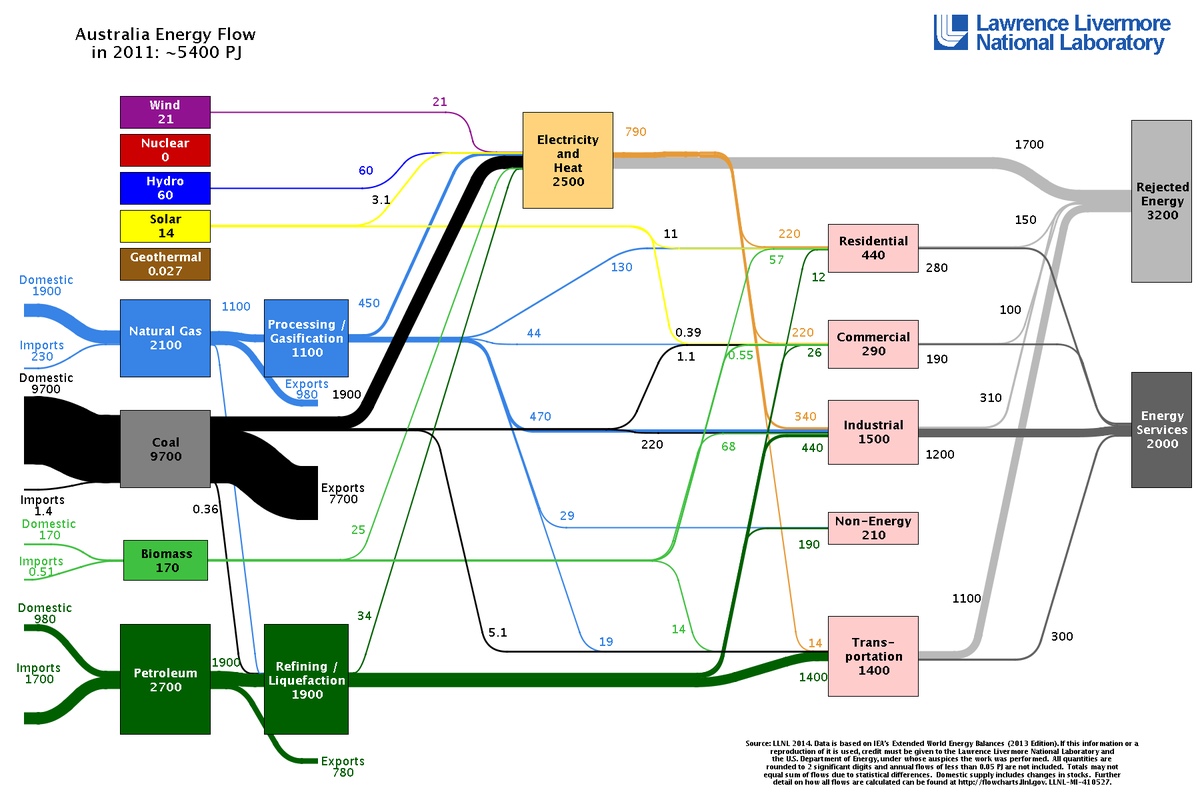 Australia Energy Flow
in 2011: ~5400 PJ
Lawrence Livermore
National Laboratory
Wind
21
21
Nuclear
0
Hydro
60
60
3.1
Solar
14
Geothermal
0.027
Electricity
and
Heat
2500
790
1700
Rejected
Energy
3200
11
220
57
130
12
Residential
440
150
280
Domestic
1900
Imports
230
Natural Gas
2100
1100
Processing /
Gasification
1100
450
Exports
980
44
0.39
1.1
0.55
220
26
Commercial
290
100
190
Domestic
9700
Imports
1.4
Coal
9700
1900
Exports
7700
0.36
470
220
68
340
440
Industrial
1500
310
1200
Energy
Services
2000
Domestic
170
Imports
0.51
Biomass
170
25
29
190
Non-Energy
210
Domestic
980
Imports
1700
Petroleum
2700
1900
Refining /
Liquefaction
1900
34
Exports
780
5.1
19
14
14
1400
Trans-
portation
1400
1100
300
Source: LLNL 2014. Data is based on IEA's Extended World Energy Balances (2013 Edition). If this information or a
reproduction of it is used, credit must be given to the Lawrence Livermore National Laboratory and
the U.S. Department of Energy, under whose auspices the work was performed. All quantities are
rounded to 2 significant digits and annual flows of less than 0.05 PJ are not included. Totals may not
equal sum of flows due to statistical differences. Domestic supply includes changes in stocks. Further
detail on how all flows are calculated can be found at http://flowcharts.llnl.gov. LLNL-MI-410527.